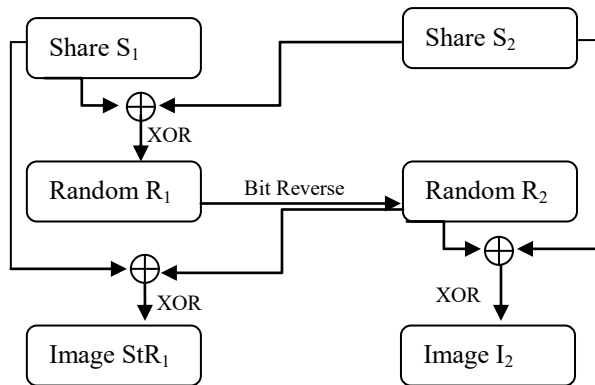 Share S₁
Share S₂
XOR
Random R₁
Bit Reverse
Random R₂
XOR
XOR
Image StR₁
Image I₂